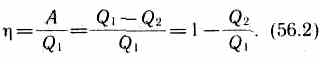 η = A/Q₁ = (Q₁ − Q₂)/Q₁ = 1 − Q₂/Q₁. (56.2)